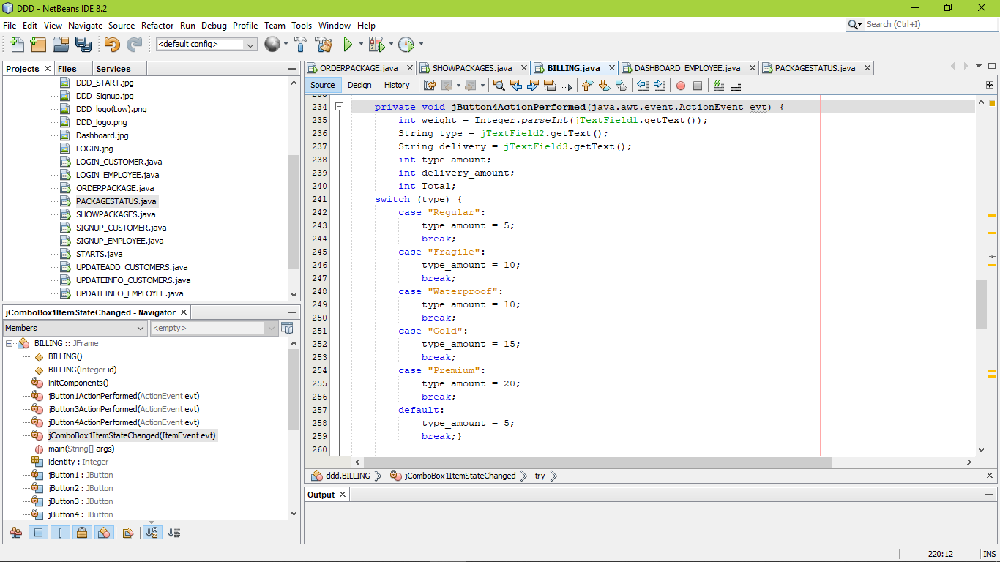 DDD - NetBeans IDE 8.2
File Edit View Navigate Source Refactor Run Debug Profile Team Tools Window Help
Search (Ctrl+I)
<default config>
Projects Files Services
DDD_START.jpg
DDD_Signup.jpg
DDD_logo(Low).png
DDD_logo.png
Dashboard.jpg
LOGIN.jpg
LOGIN_CUSTOMER.java
LOGIN_EMPLOYEE.java
ORDERPACKAGE.java
PACKAGESTATUS.java
SHOWPACKAGES.java
SIGNUP_CUSTOMER.java
SIGNUP_EMPLOYEE.java
STARTS.java
UPDATEADD_CUSTOMERS.java
UPDATEINFO_CUSTOMERS.java
UPDATEINFO_EMPLOYEE.java
jComboBox1ItemStateChanged - Navigator
Members <empty>
BILLING :: JFrame
BILLING()
BILLING(Integer id)
initComponents()
jButton1ActionPerformed(ActionEvent evt)
jButton3ActionPerformed(ActionEvent evt)
jButton4ActionPerformed(ActionEvent evt)
jComboBox1ItemStateChanged(ItemEvent evt)
main(String[] args)
identity : Integer
jButton1 : JButton
jButton2 : JButton
jButton3 : JButton
jButton4 : JButton
ORDERPACKAGE.java SHOWPACKAGES.java BILLING.java DASHBOARD_EMPLOYEE.java PACKAGESTATUS.java
Source Design History
234 private void jButton4ActionPerformed(java.awt.event.ActionEvent evt) {
235 int weight = Integer.parseInt(jTextField1.getText());
236 String type = jTextField2.getText();
237 String delivery = jTextField3.getText();
238 int type_amount;
239 int delivery_amount;
240 int Total;
241 switch (type) {
242 case "Regular":
243 type_amount = 5;
244 break;
245 case "Fragile":
246 type_amount = 10;
247 break;
248 case "Waterproof":
249 type_amount = 10;
250 break;
251 case "Gold":
252 type_amount = 15;
253 break;
254 case "Premium":
255 type_amount = 20;
256 break;
257 default:
258 type_amount = 5;
259 break;}
260
ddd.BILLING jComboBox1ItemStateChanged try
Output
220:12 INS